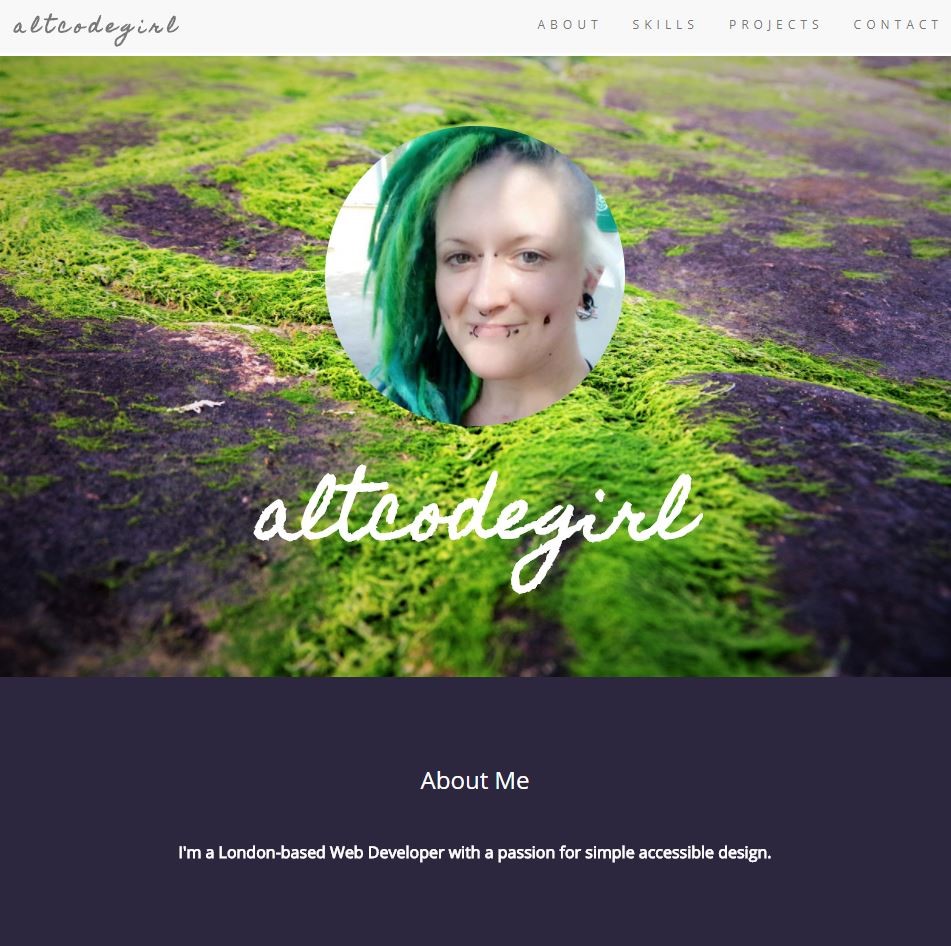 altcodegirl
ABOUT SKILLS PROJECTS CONTACT
altcodegirl
About Me
I'm a London-based Web Developer with a passion for simple accessible design.